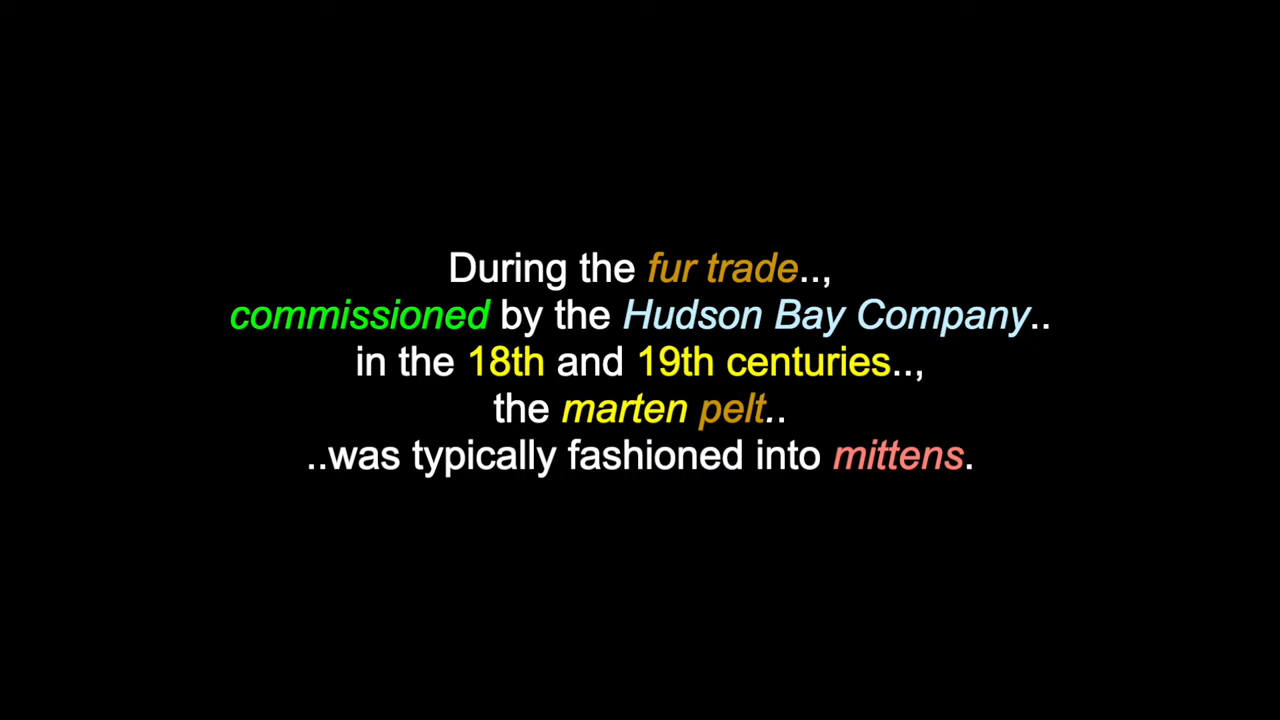 During the fur trade..,
commissioned by the Hudson Bay Company..
in the 18th and 19th centuries..,
the marten pelt..
..was typically fashioned into mittens.